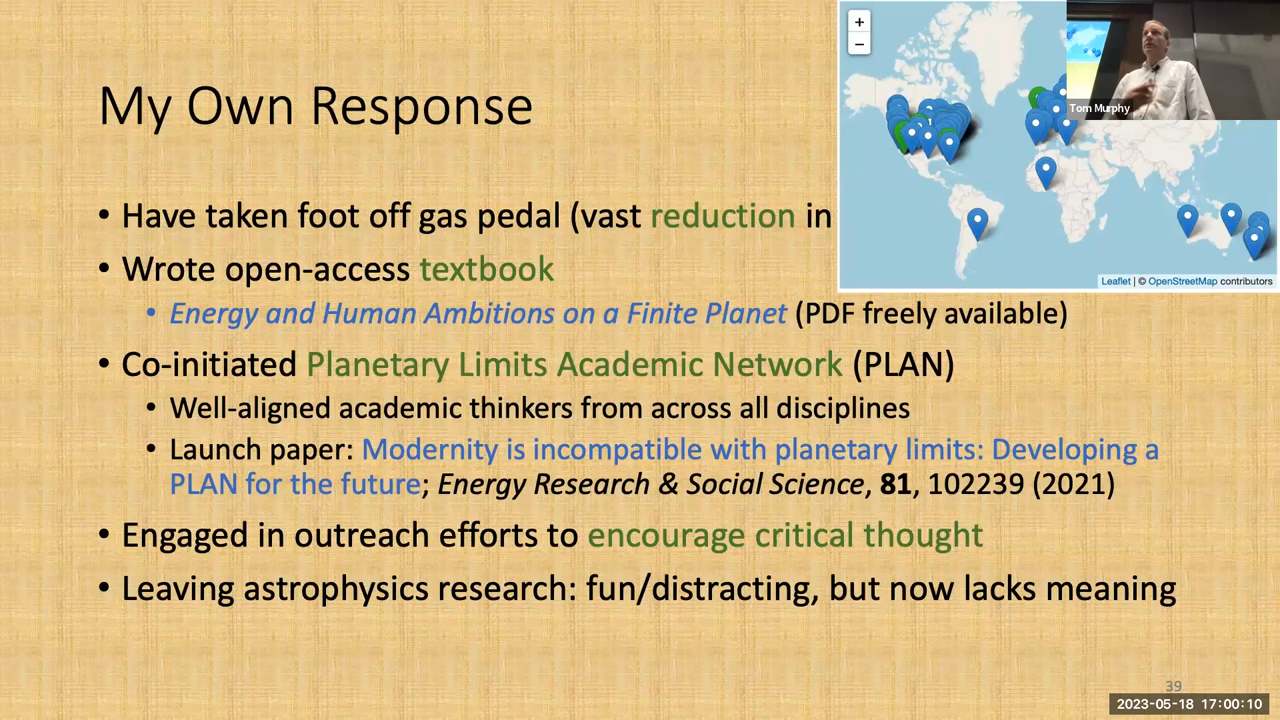 My Own Response
• Have taken foot off gas pedal (vast reduction in
• Wrote open-access textbook
• Energy and Human Ambitions on a Finite Planet (PDF freely available)
• Co-initiated Planetary Limits Academic Network (PLAN)
• Well-aligned academic thinkers from across all disciplines
• Launch paper: Modernity is incompatible with planetary limits: Developing a
PLAN for the future; Energy Research & Social Science, 81, 102239 (2021)
• Engaged in outreach efforts to encourage critical thought
• Leaving astrophysics research: fun/distracting, but now lacks meaning
+
−
Tom Murphy
Leaflet | © OpenStreetMap contributors
39
2023-05-18 17:00:10